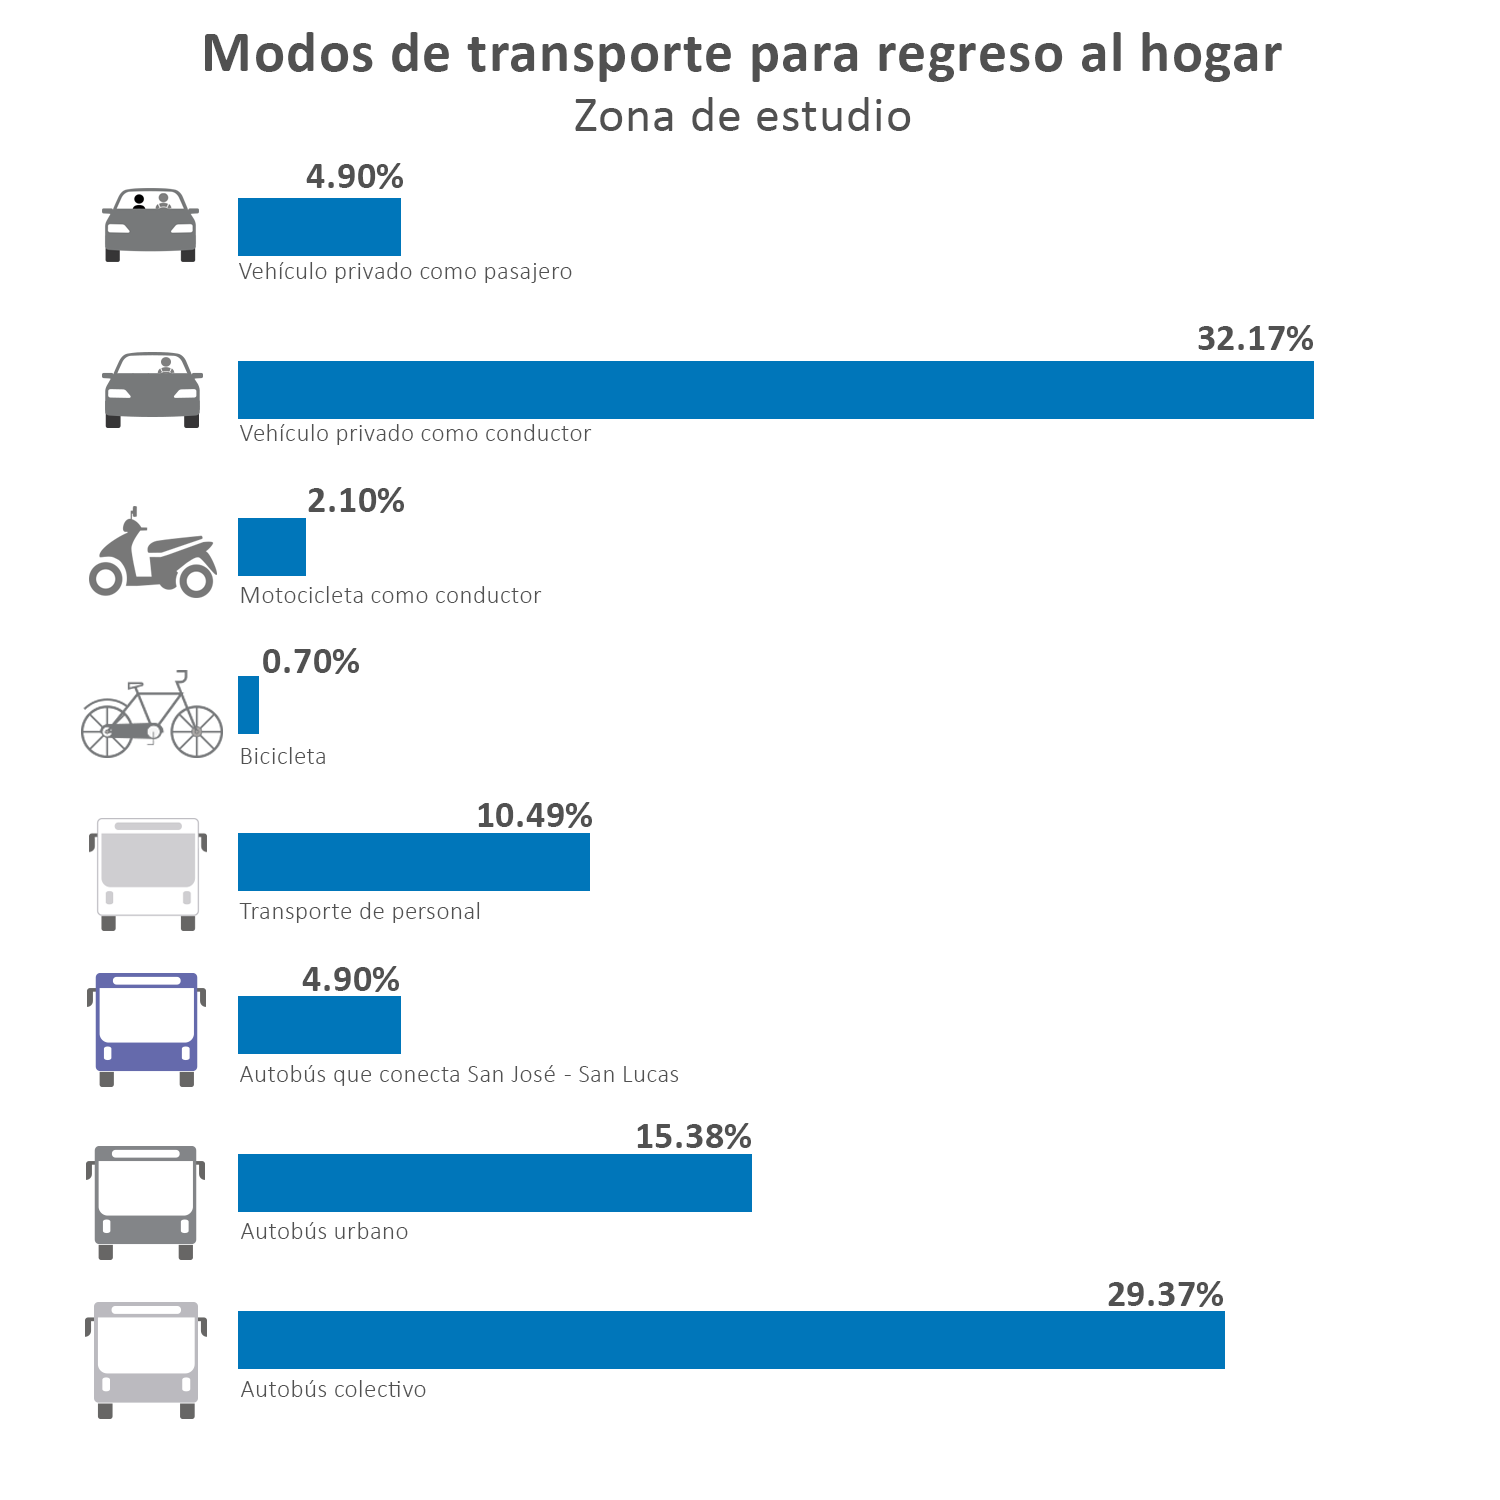 Modos de transporte para regreso al hogar
Zona de estudio
4.90%
Vehículo privado como pasajero
32.17%
Vehículo privado como conductor
2.10%
Motocicleta como conductor
0.70%
Bicicleta
10.49%
Transporte de personal
4.90%
Autobús que conecta San José - San Lucas
15.38%
Autobús urbano
29.37%
Autobús colectivo